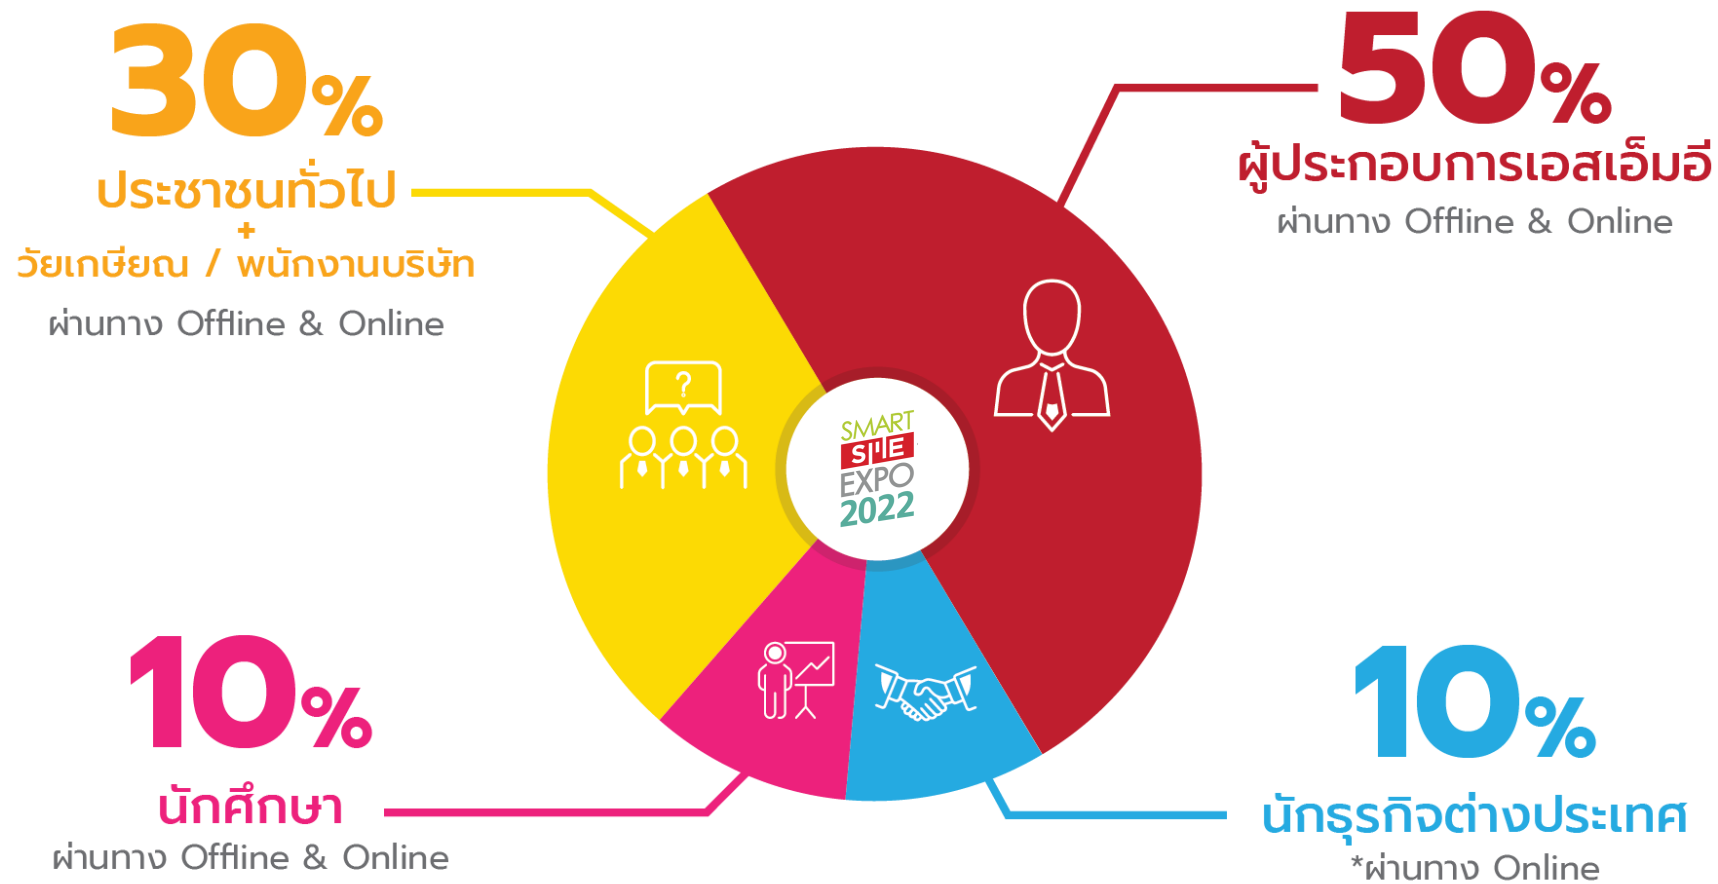 30%
ประชาชนทั่วไป
+
วัยเกษียณ / พนักงานบริษัท
ผ่านทาง Offline & Online
50%
ผู้ประกอบการเอสเอ็มอี
ผ่านทาง Offline & Online
?
SMART
SME
EXPO
2022
10%
นักศึกษา
ผ่านทาง Offline & Online
10%
นักธุรกิจต่างประเทศ
*ผ่านทาง Online